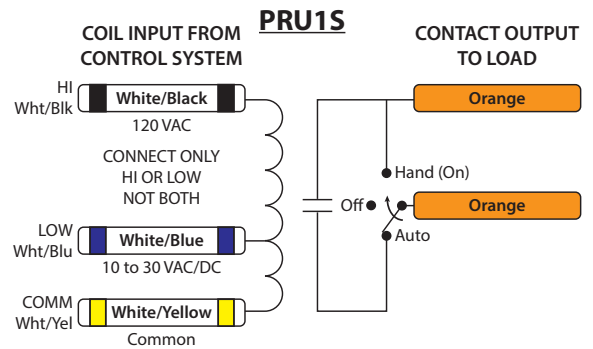 PRU1S
COIL INPUT FROM
CONTROL SYSTEM
CONTACT OUTPUT
TO LOAD
HI
Wht/Blk
White/Black
120 VAC
CONNECT ONLY
HI OR LOW
NOT BOTH
LOW
Wht/Blu
White/Blue
10 to 30 VAC/DC
COMM
Wht/Yel
White/Yellow
Common
Orange
Hand (On)
Off
Orange
Auto